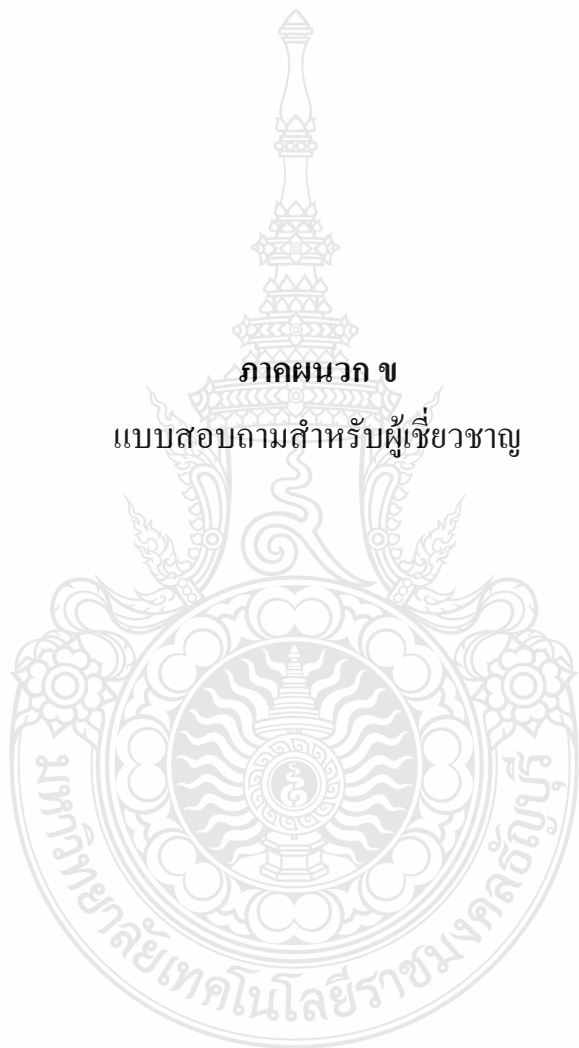 ภาคผนวก ข
แบบสอบถามสำหรับผู้เชี่ยวชาญ
มหาวิทยาลัยเทคโนโลยีราชมงคลธัญบุรี